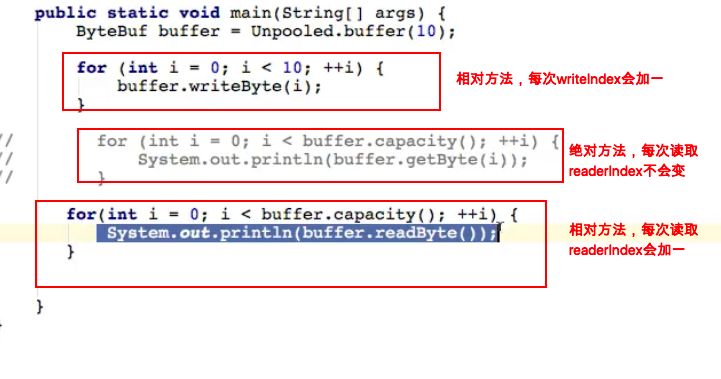 public static void main(String[] args) {
ByteBuf buffer = Unpooled.buffer(10);
for (int i = 0; i < 10; ++i) {
相对方法，每次writeIndex会加一
buffer.writeByte(i);
}
// for (int i = 0; i < buffer.capacity(); ++i) {
绝对方法，每次读取
// System.out.println(buffer.getByte(i));
readerIndex不会变
// }
for(int i = 0; i < buffer.capacity(); ++i) {
相对方法，每次读取
System.out.println(buffer.readByte());
readerIndex会加一
}
}
}